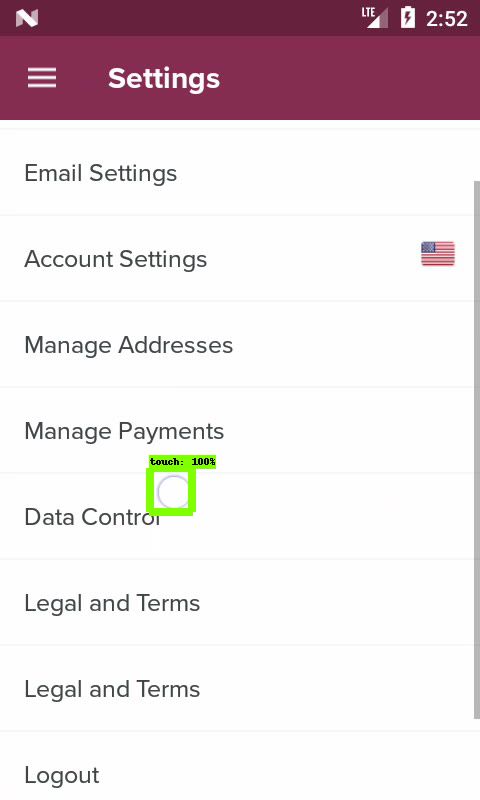 LTE
2:52
Settings
Email Settings
Account Settings
Manage Addresses
Manage Payments
touch: 100%
Data Control
Legal and Terms
Legal and Terms
Logout